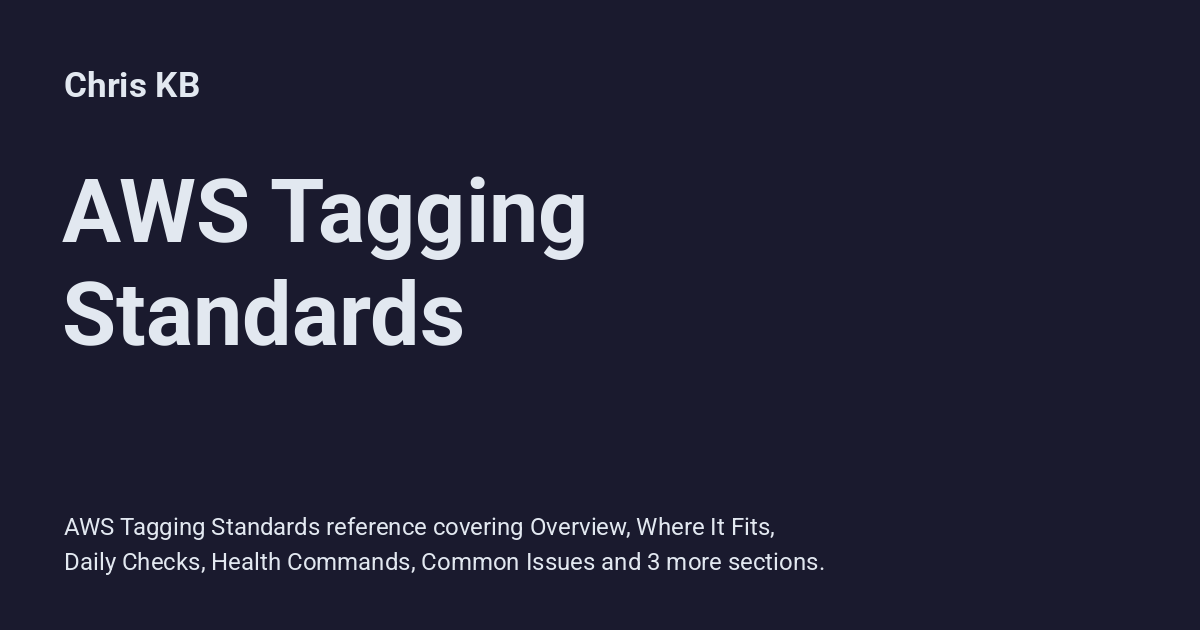 Chris KB
AWS Tagging
Standards
AWS Tagging Standards reference covering Overview, Where It Fits,
Daily Checks, Health Commands, Common Issues and 3 more sections.